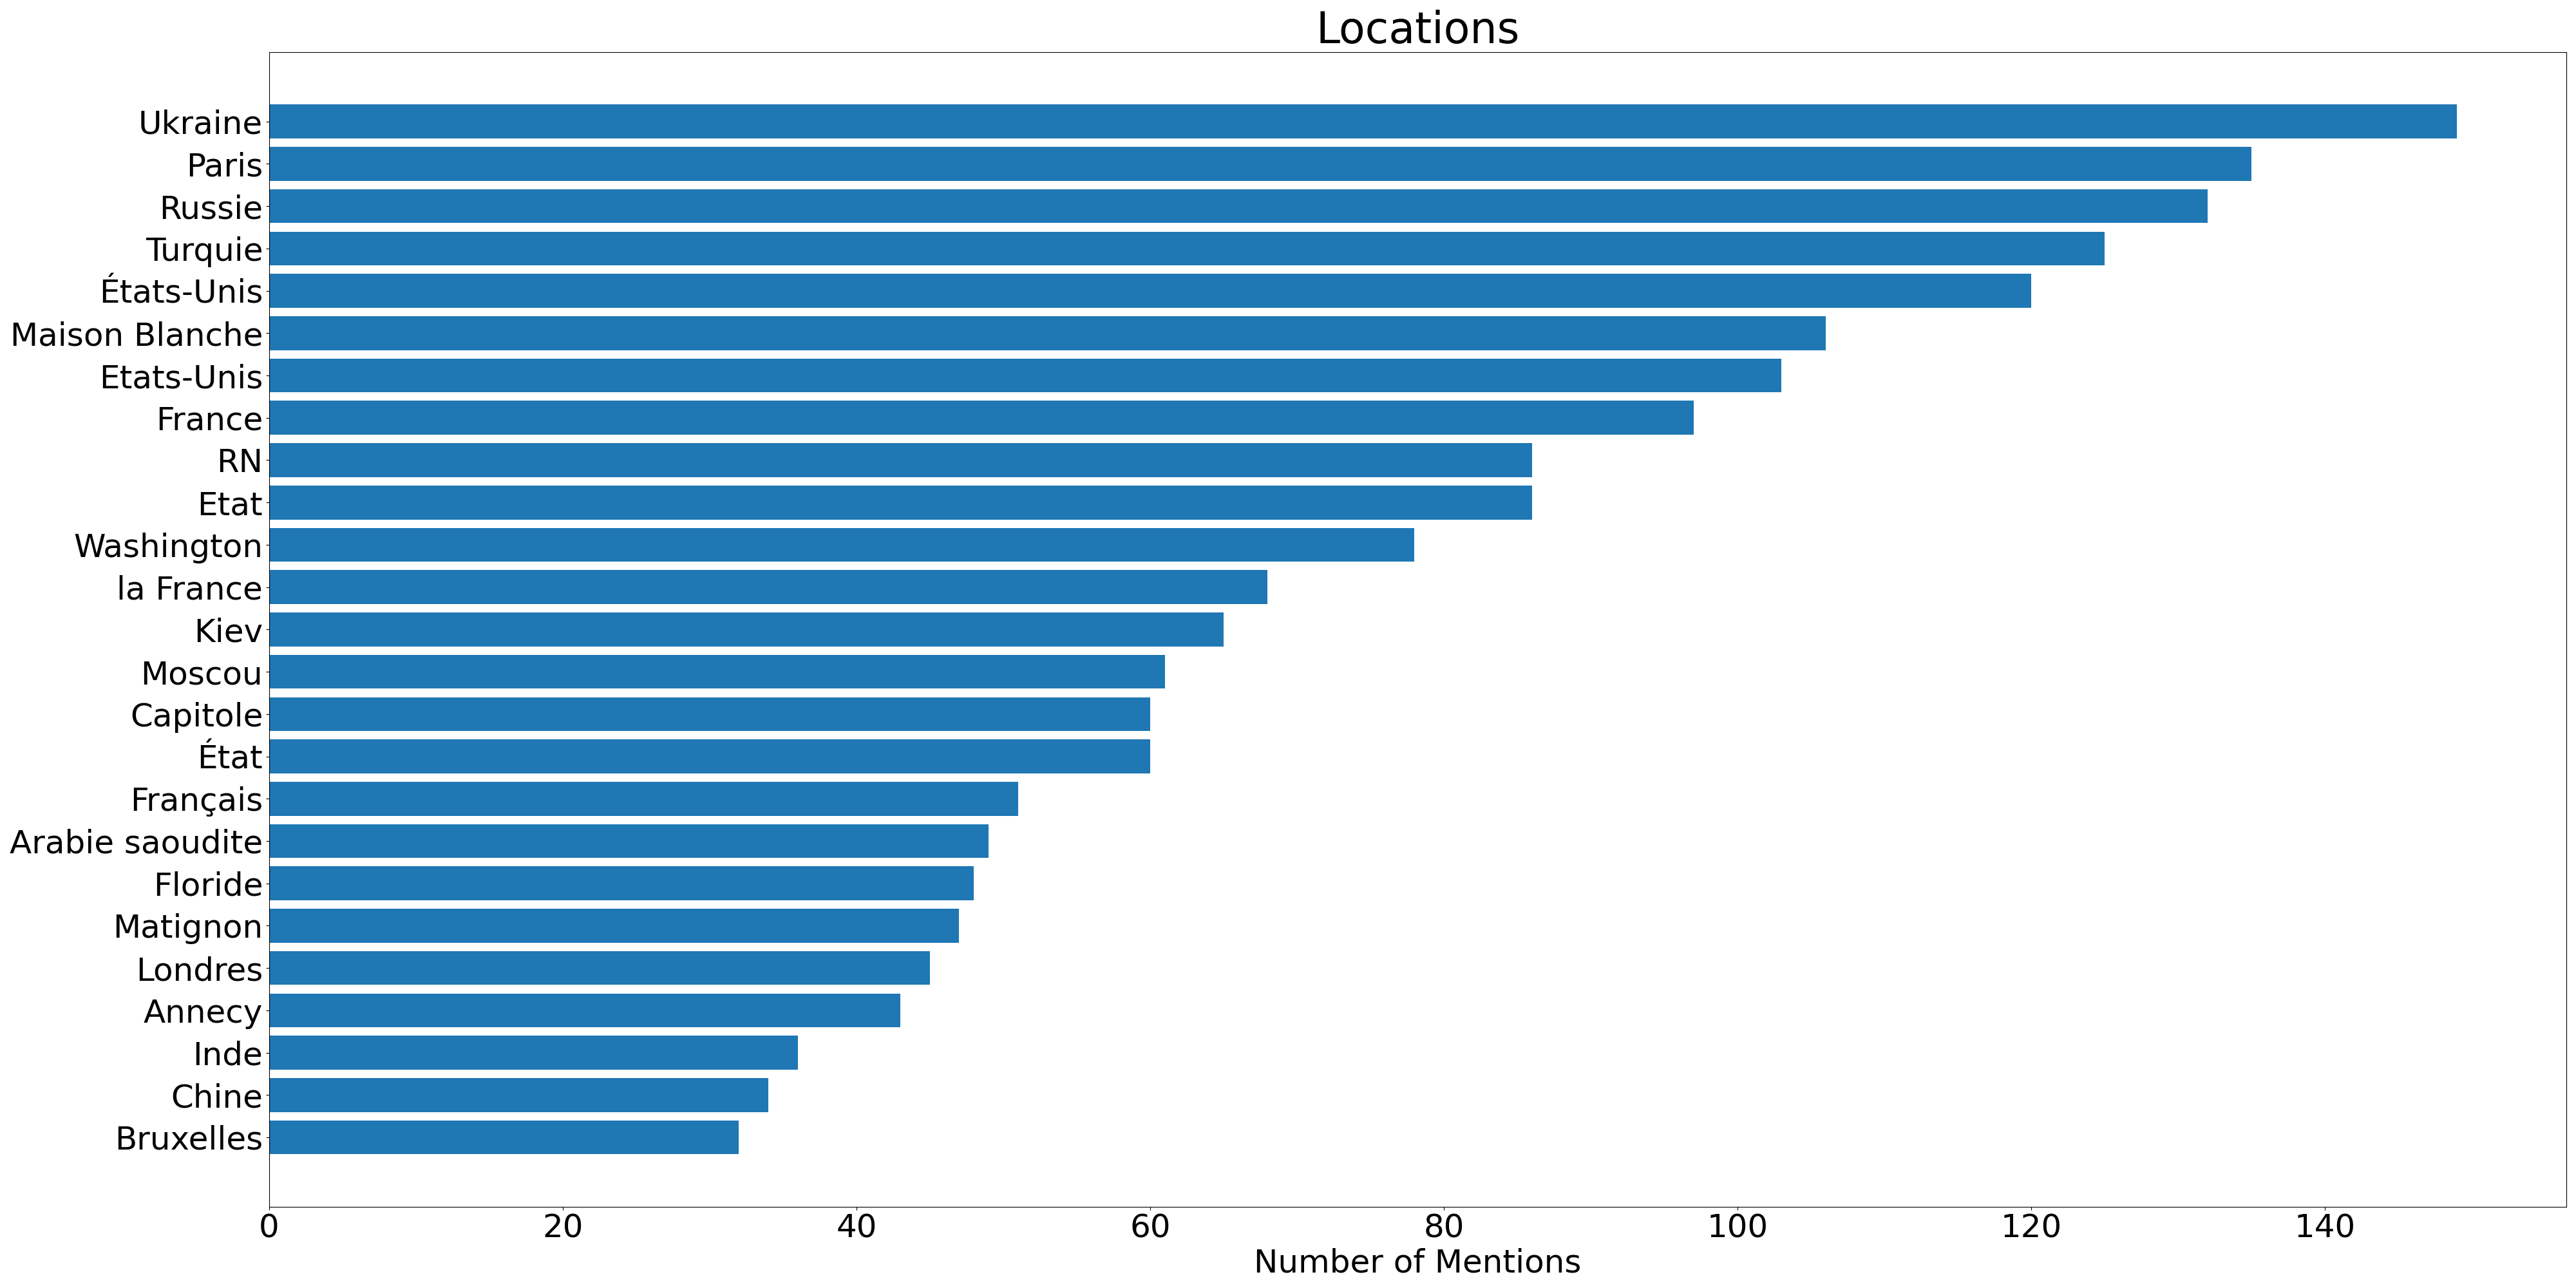 Locations
Ukraine
Paris
Russie
Turquie
États-Unis
Maison Blanche
Etats-Unis
France
RN
Etat
Washington
la France
Kiev
Moscou
Capitole
État
Français
Arabie saoudite
Floride
Matignon
Londres
Annecy
Inde
Chine
Bruxelles
0 20 40 60 80 100 120 140
Number of Mentions